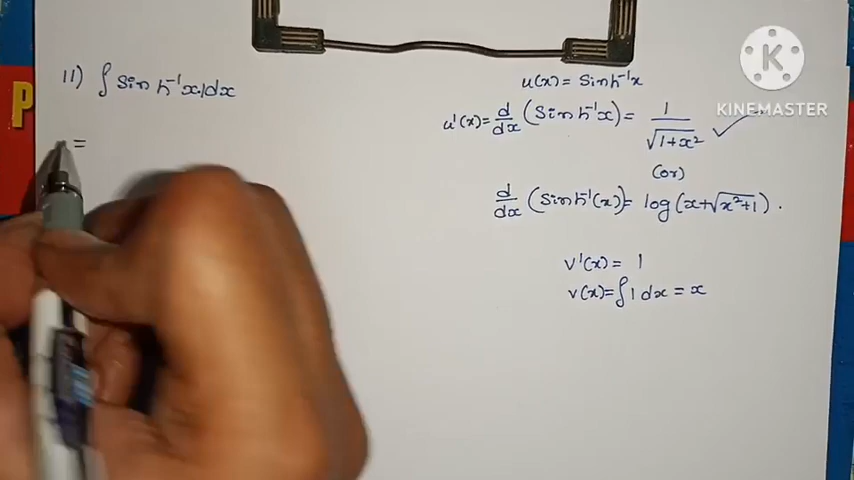 11) ∫ Sinh⁻¹x.1dx
=
u(x) = Sinh⁻¹x
u'(x) = d/dx (Sinh⁻¹x) = 1/√(1+x²) ✓
(or)
d/dx (Sinh⁻¹(x)) = log(x+√(x²+1)).
v'(x) = 1
v(x) = ∫1 dx = x
P
KINEMASTER